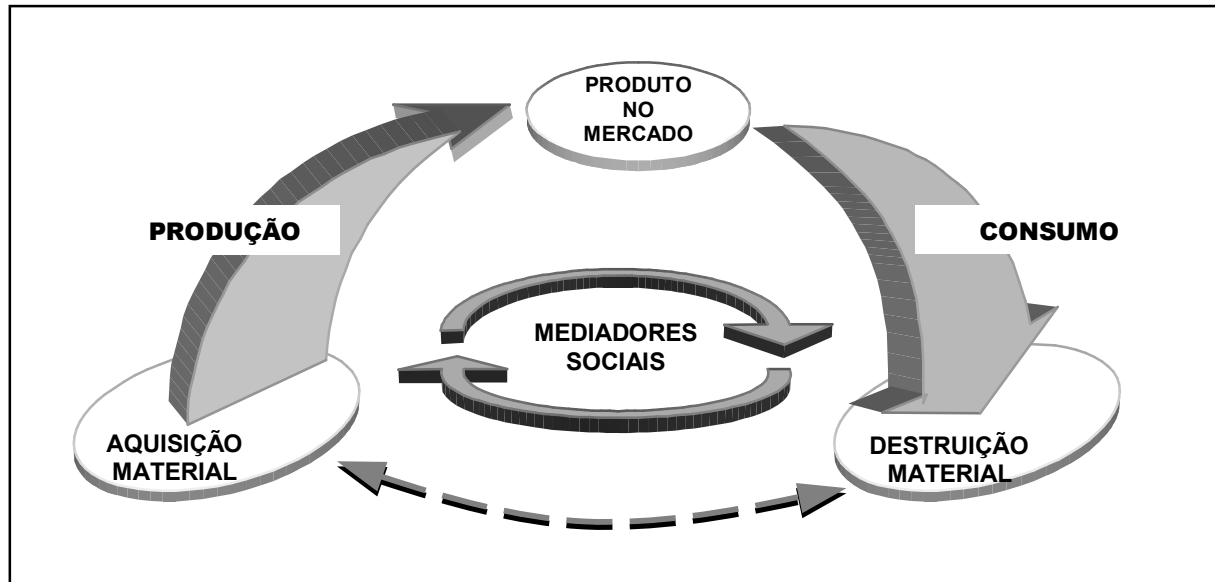 PRODUTO
NO
MERCADO
PRODUÇÃO
CONSUMO
MEDIADORES
SOCIAIS
AQUISIÇÃO
MATERIAL
DESTRUIÇÃO
MATERIAL